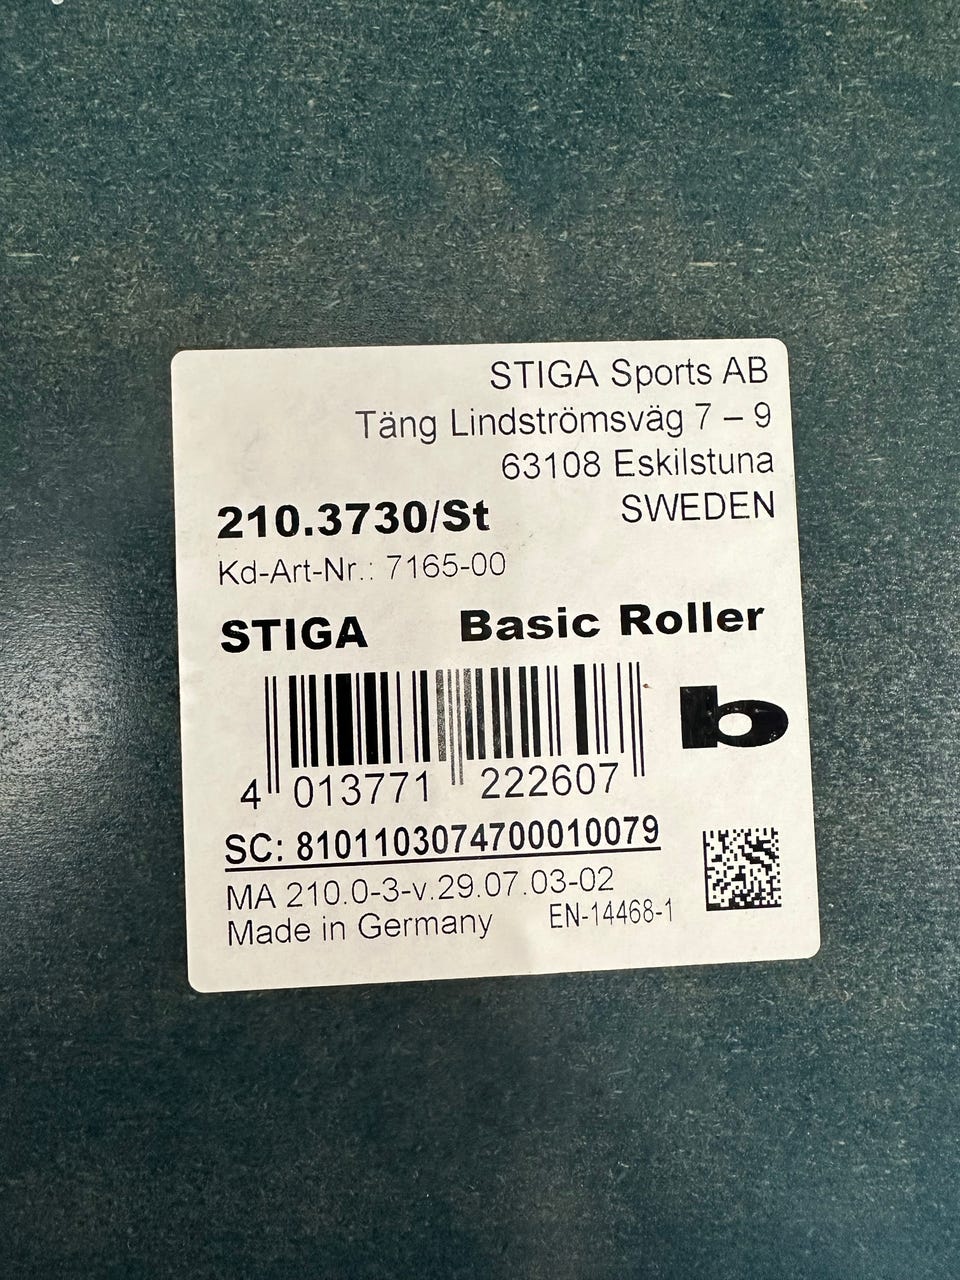 STIGA Sports AB
Täng Lindströmsväg 7 – 9
63108 Eskilstuna
SWEDEN
210.3730/St
Kd-Art-Nr.: 7165-00
STIGA Basic Roller
b
4 013771 222607
SC: 8101103074700010079
MA 210.0-3-v.29.07.03-02
Made in Germany EN-14468-1